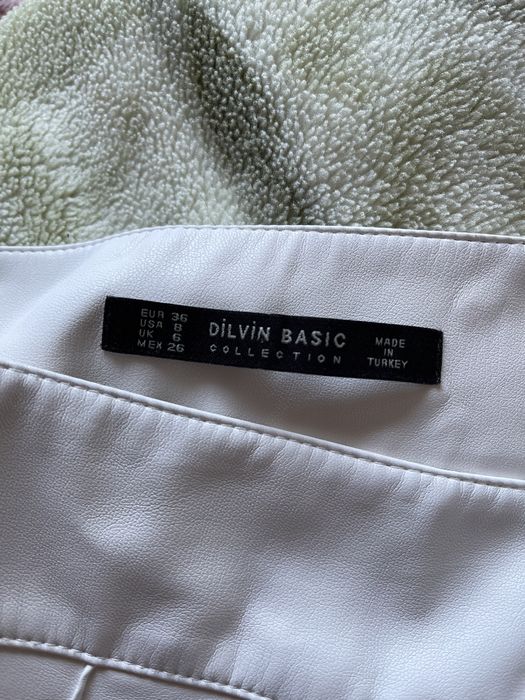 EUR 36
USA 8
UK 6
MEX 26
DİLVİN BASIC
COLLECTION
MADE
IN
TURKEY